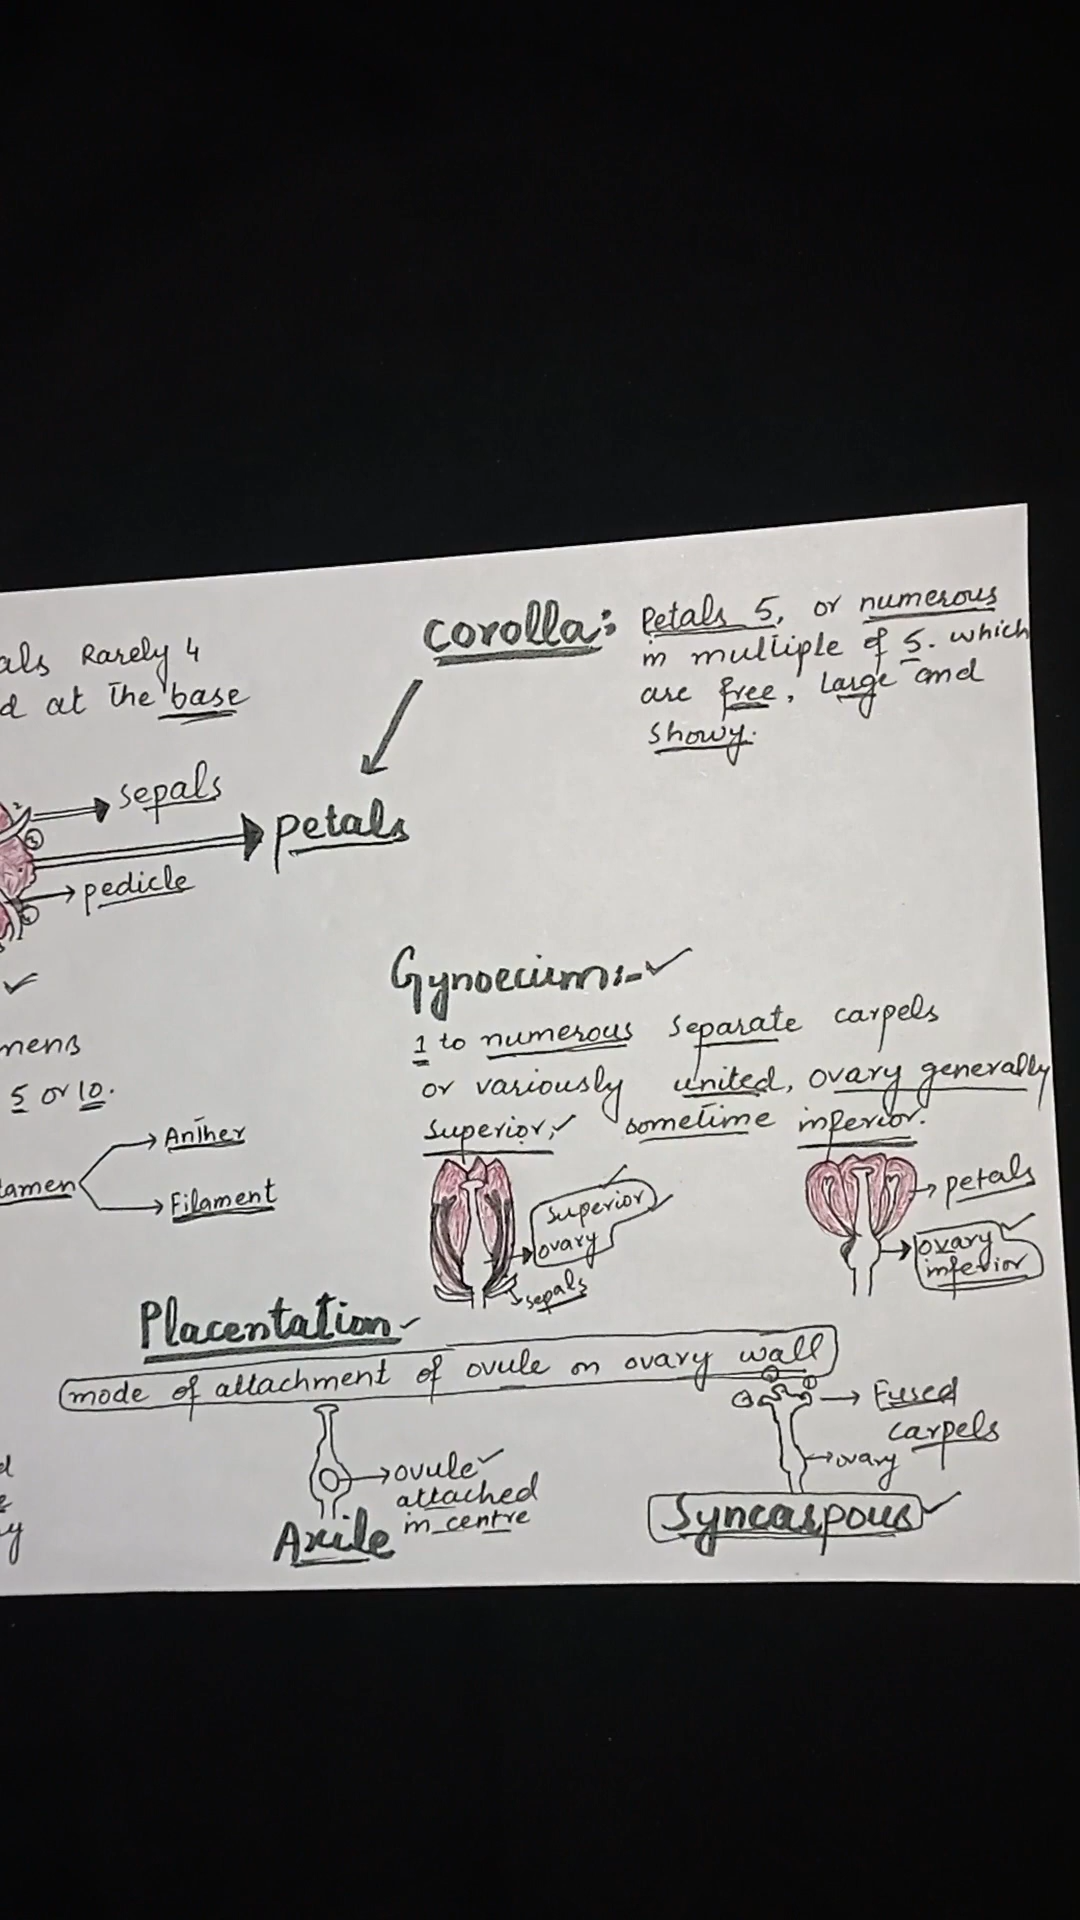 corolla:
Petals 5, or numerous
in multiple of 5. which
are free, large and
showy.
als Rarely 4
d at the base
sepals
petals
pedicle
Gynoecium:-
1 to numerous separate carpels
or variously united, ovary generally
superior, sometime inferior.
mens
5 or 10.
Anther
tamen
Filament
superior
ovary
sepals
petals
ovary
inferior
Placentation
mode of attachment of ovule on ovary wall
ovule
attached
in centre
Axile
Fused
carpels
ovary
Syncarpous
d
y